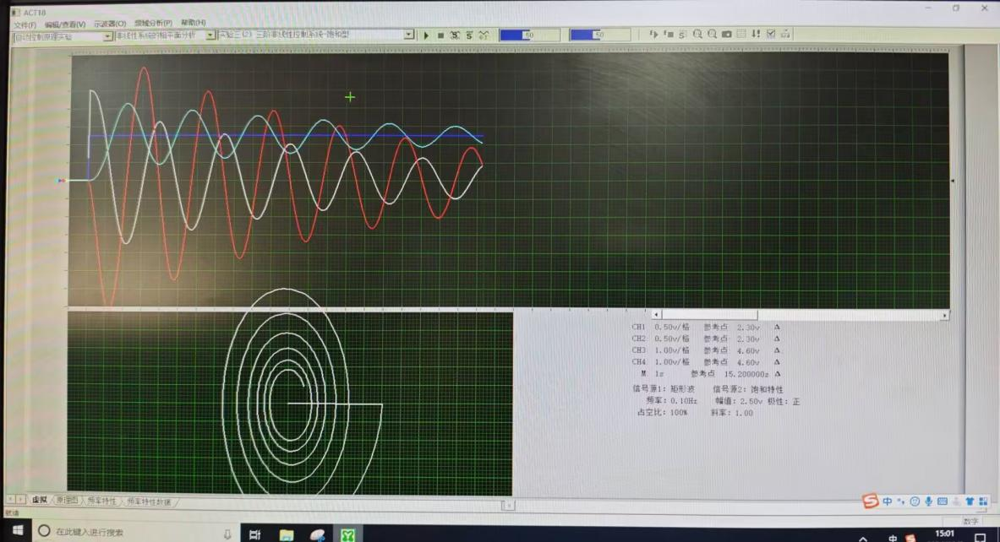 ACT18
文件(F) 编辑/查看(V) 示波器(O) 频域分析(P) 帮助(H)
自动控制原理实验 非线性系统的相平面分析 实验三(2) 三阶非线性控制系统-饱和型 S 50 50
CH1 0.50v/格 参考点 2.30v Δ
CH2 0.50v/格 参考点 2.30v Δ
CH3 1.00v/格 参考点 4.60v Δ
CH4 1.00v/格 参考点 4.60v Δ
M 1s 参考点 15.200000s Δ
信号源1: 矩形波 信号源2: 饱和特性
频率: 0.10Hz 幅值: 2.50v 极性: 正
占空比: 100% 斜率: 1.00
虚拟 原理图 频率特性 频率特性数据
就绪
S 中
数字
在此键入进行搜索
中 S 15:01